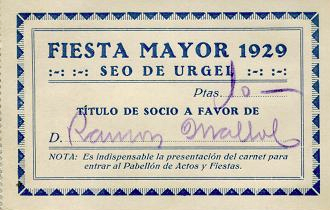 FIESTA MAYOR 1929
:-: :-: SEO DE URGEL :-: :-:
Ptas. 10-
TÍTULO DE SOCIO A FAVOR DE
D. Ramon Mallol
NOTA: Es indispensable la presentación del carnet para
entrar al Pabellón de Actos y Fiestas.